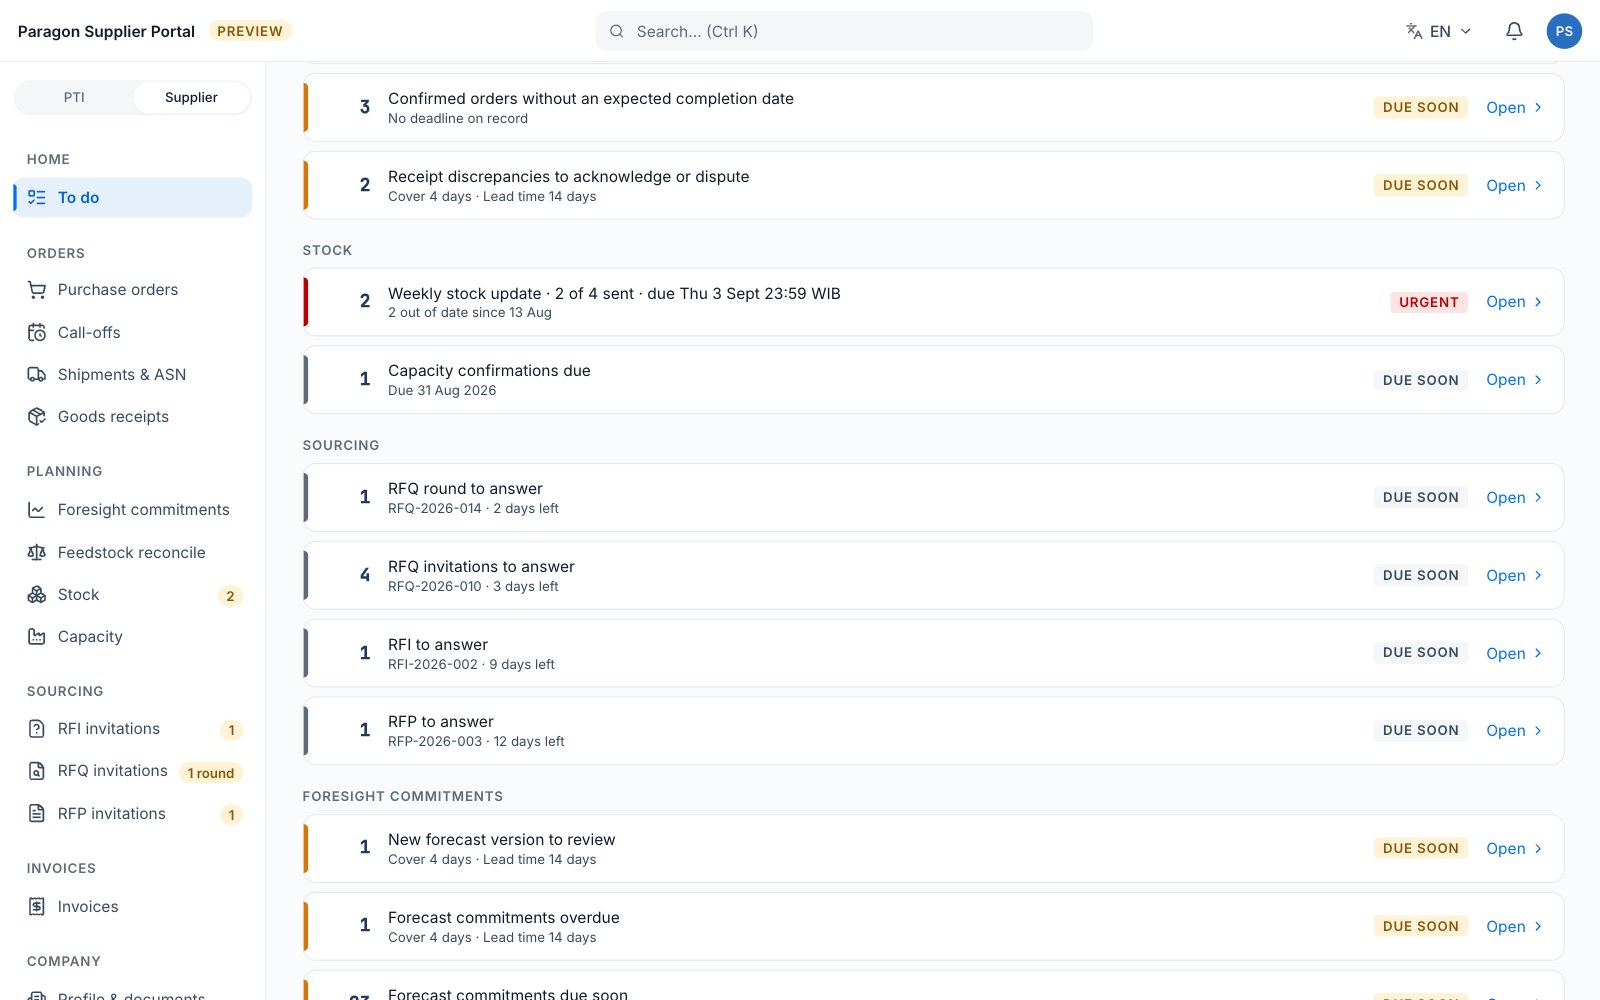 Paragon Supplier Portal PREVIEW
Search... (Ctrl K)
EN
PS
PTI
Supplier
HOME
To do
ORDERS
Purchase orders
Call-offs
Shipments & ASN
Goods receipts
PLANNING
Foresight commitments
Feedstock reconcile
Stock 2
Capacity
SOURCING
RFI invitations 1
RFQ invitations 1 round
RFP invitations 1
INVOICES
Invoices
COMPANY
Profile & documents
3 Confirmed orders without an expected completion date
No deadline on record
DUE SOON Open
2 Receipt discrepancies to acknowledge or dispute
Cover 4 days · Lead time 14 days
DUE SOON Open
STOCK
2 Weekly stock update · 2 of 4 sent · due Thu 3 Sept 23:59 WIB
2 out of date since 13 Aug
URGENT Open
1 Capacity confirmations due
Due 31 Aug 2026
DUE SOON Open
SOURCING
1 RFQ round to answer
RFQ-2026-014 · 2 days left
DUE SOON Open
4 RFQ invitations to answer
RFQ-2026-010 · 3 days left
DUE SOON Open
1 RFI to answer
RFI-2026-002 · 9 days left
DUE SOON Open
1 RFP to answer
RFP-2026-003 · 12 days left
DUE SOON Open
FORESIGHT COMMITMENTS
1 New forecast version to review
Cover 4 days · Lead time 14 days
DUE SOON Open
1 Forecast commitments overdue
Cover 4 days · Lead time 14 days
DUE SOON Open
Forecast commitments due soon